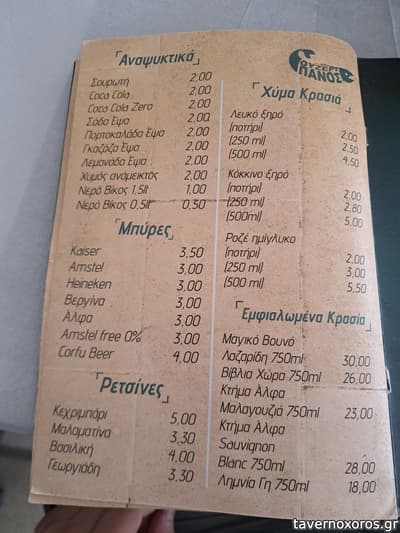 Αναψυκτικά
Σουρωτή 2,00
Coca Cola 2,00
Coca Cola Zero 2,00
Σόδα Έψα 2,00
Πορτοκαλάδα Έψα 2,00
Γκαζόζα Έψα 2,00
Λεμονάδα Έψα 2,00
Χυμός ανάμεικτος 2,00
Νερό Βίκος 1,5lt 1,00
Νερό Βίκος 0,5lt 0,50
Μπύρες
Kaiser 3,50
Amstel 3,00
Heineken 3,00
Βεργίνα 3,00
Άλφα 3,00
Amstel free 0% 3,00
Corfu Beer 4,00
Ρετσίνες
Κεχριμπάρι 5,00
Μαλαματίνα 3,30
Βασιλική 4,00
Γεωργιάδη 3,30
ΟΥΖΕΡΙ
ΠΑΝΟΣ
Χύμα Κρασιά
Λευκό ξηρό
(ποτήρι) 2,00
(250 ml) 2,50
(500 ml) 4,50
Κόκκινο ξηρό
(ποτήρι) 2,00
(250 ml) 2,80
(500ml) 5,00
Ροζέ ημίγλυκο
(ποτήρι) 2,00
(250 ml) 3,00
(500 ml) 5,50
Εμφιαλωμένα Κρασιά
Μαγικό Βουνό
Λαζαρίδη 750ml 30,00
Βίβλια Χώρα 750ml 26,00
Κτήμα Άλφα
Μαλαγουζιά 750ml 23,00
Κτήμα Άλφα
Sauvignon
Blanc 750ml 28,00
Λημνία Γη 750ml 18,00
tavernoxoros.gr